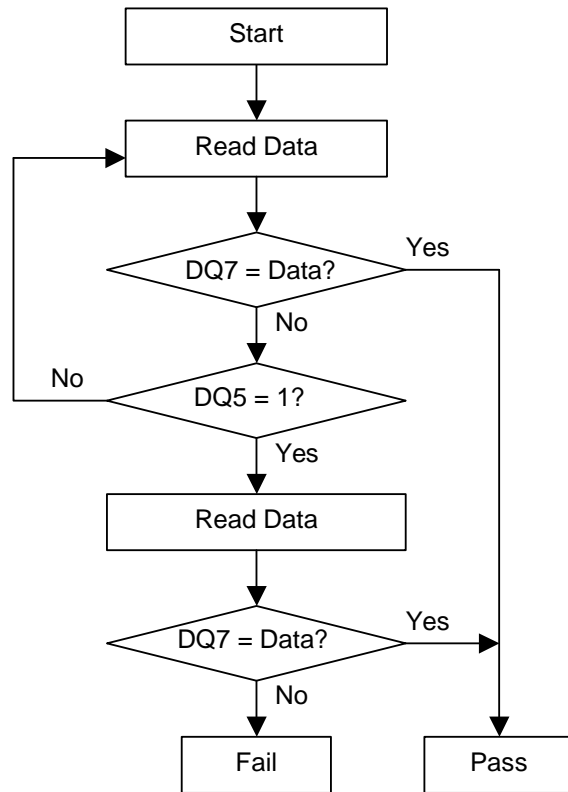 Start
Read Data
DQ7 = Data?
Yes
No
No
DQ5 = 1?
Yes
Read Data
DQ7 = Data?
Yes
No
Fail
Pass